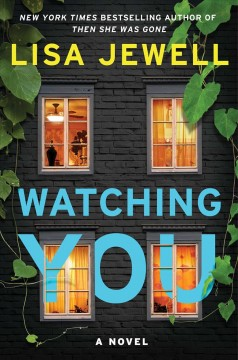 NEW YORK TIMES BESTSELLING AUTHOR OF
THEN SHE WAS GONE
LISA JEWELL
WATCHING
YOU
A NOVEL